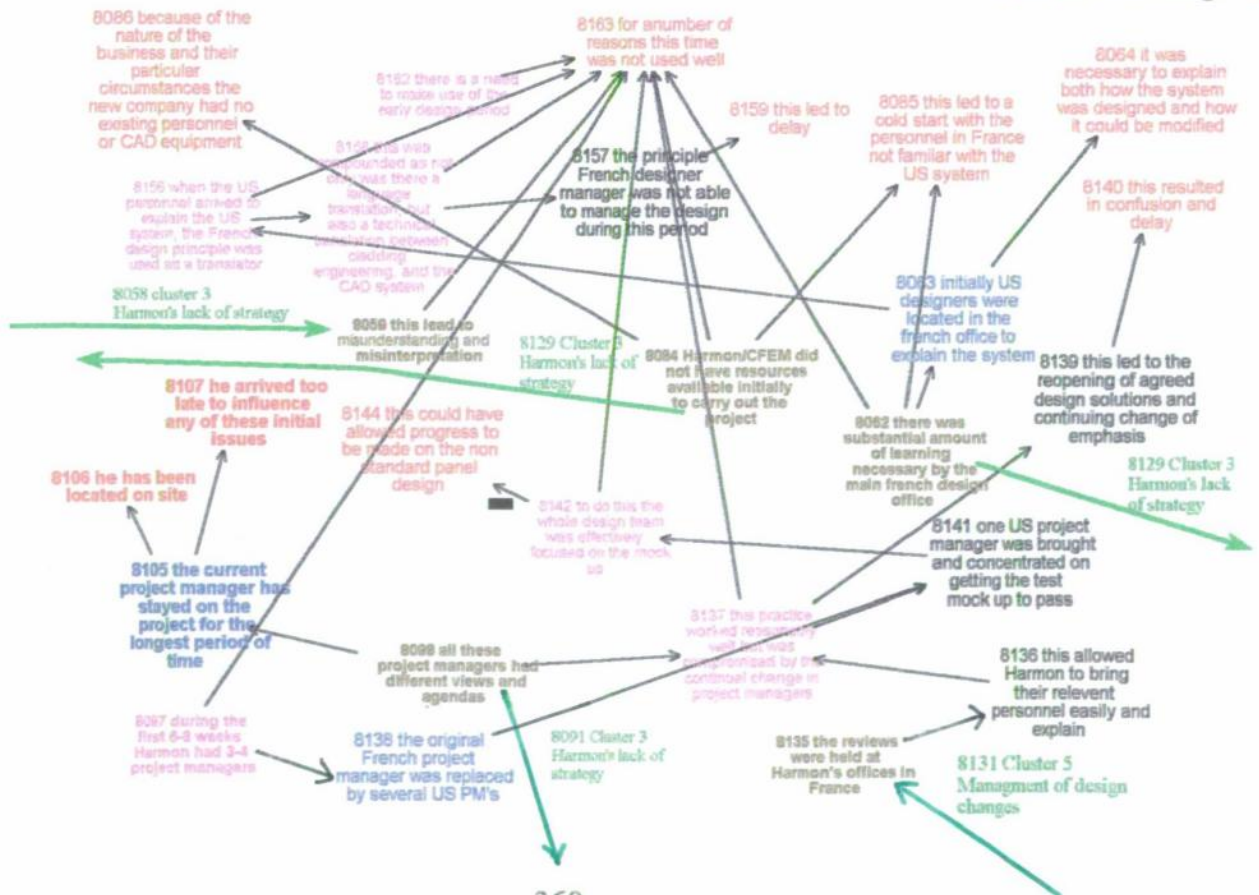 8086 because of the
nature of the
business and their
particular
circumstances the
new company had no
existing personnel
or CAD equipment
8163 for anumber of
reasons this time
was not used well
8162 there is a need
to make use of the
early design period
8064 it was
necessary to explain
both how the system
was designed and how
it could be modified
8159 this led to
delay
8085 this led to a
cold start with the
personnel in France
not familar with the
US system
8158 this was
compounded as not
only was there a
language
translation, but
also a technical
translation between
cladding
engineering, and the
CAD system
8157 the principle
French designer
manager was not able
to manage the design
during this period
8156 when the US
personnel arrived to
explain the US
system, the French
design principle was
used as a translator
8140 this resulted
in confusion and
delay
8063 initially US
designers were
located in the
french office to
explain the system
8058 cluster 3
Harmon's lack of strategy
8059 this lead to
misunderstanding and
misinterpretation
8129 Cluster 3
Harmon's lack of
strategy
8084 Harmon/CFEM did
not have resources
available initially
to carry out the
project
8139 this led to the
reopening of agreed
design solutions and
continuing change of
emphasis
8107 he arrived too
late to influence
any of these initial
issues
8144 this could have
allowed progress to
be made on the non
standard panel
design
8062 there was
substantial amount
of learning
necessary by the
main french design
office
8129 Cluster 3
Harmon's lack
of strategy
8106 he has been
located on site
8142 to do this the
whole design team
was effectively
focused on the mock
up
8141 one US project
manager was brought
and concentrated on
getting the test
mock up to pass
8105 the current
project manager has
stayed on the
project for the
longest period of
time
8137 this practice
worked reasonably
well but was
compromised by the
continual change in
project managers
8098 all these
project managers had
different views and
agendas
8136 this allowed
Harmon to bring
their relevent
personnel easily and
explain
8097 during the
first 6-8 weeks
Harmon had 3-4
project managers
8138 the original
French project
manager was replaced
by several US PM's
8091 Cluster 3
Harmon's lack of
strategy
8135 the reviews
were held at
Harmon's offices in
France
8131 Cluster 5
Managment of design
changes